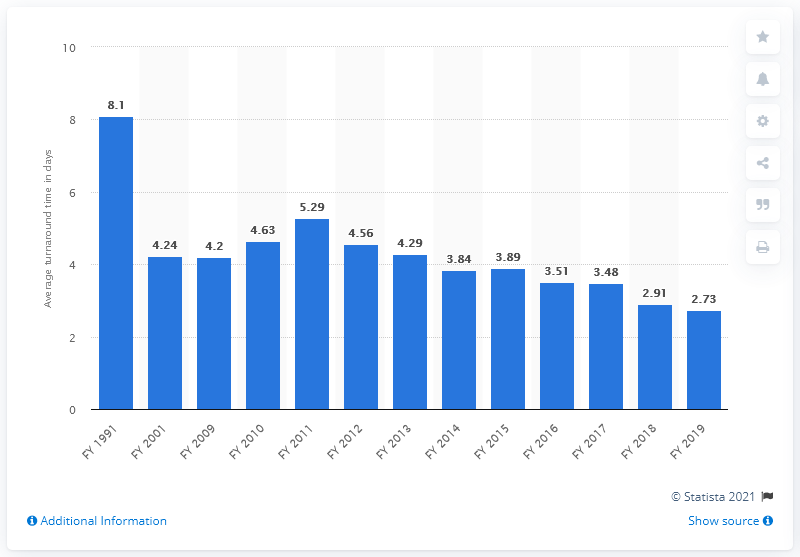 10
8
6
4
2
0
Average turnaround time in days
8.1
4.24
4.2
4.63
5.29
4.56
4.29
3.84
3.89
3.51
3.48
2.91
2.73
FY 1991
FY 2001
FY 2009
FY 2010
FY 2011
FY 2012
FY 2013
FY 2014
FY 2015
FY 2016
FY 2017
FY 2018
FY 2019
© Statista 2021
Additional Information
Show source